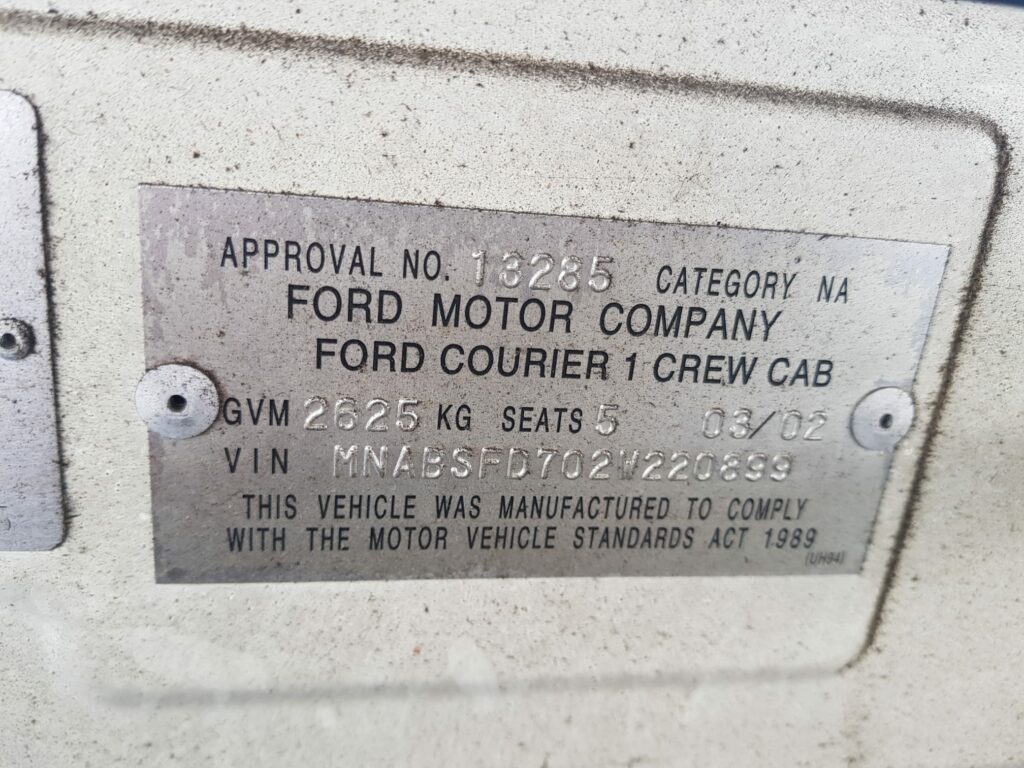 APPROVAL NO. 13285 CATEGORY NA
FORD MOTOR COMPANY
FORD COURIER 1 CREW CAB
GVM 2625 KG SEATS 5 03/02
VIN MNABSFD702W220899
THIS VEHICLE WAS MANUFACTURED TO COMPLY
WITH THE MOTOR VEHICLE STANDARDS ACT 1989
(UH94)